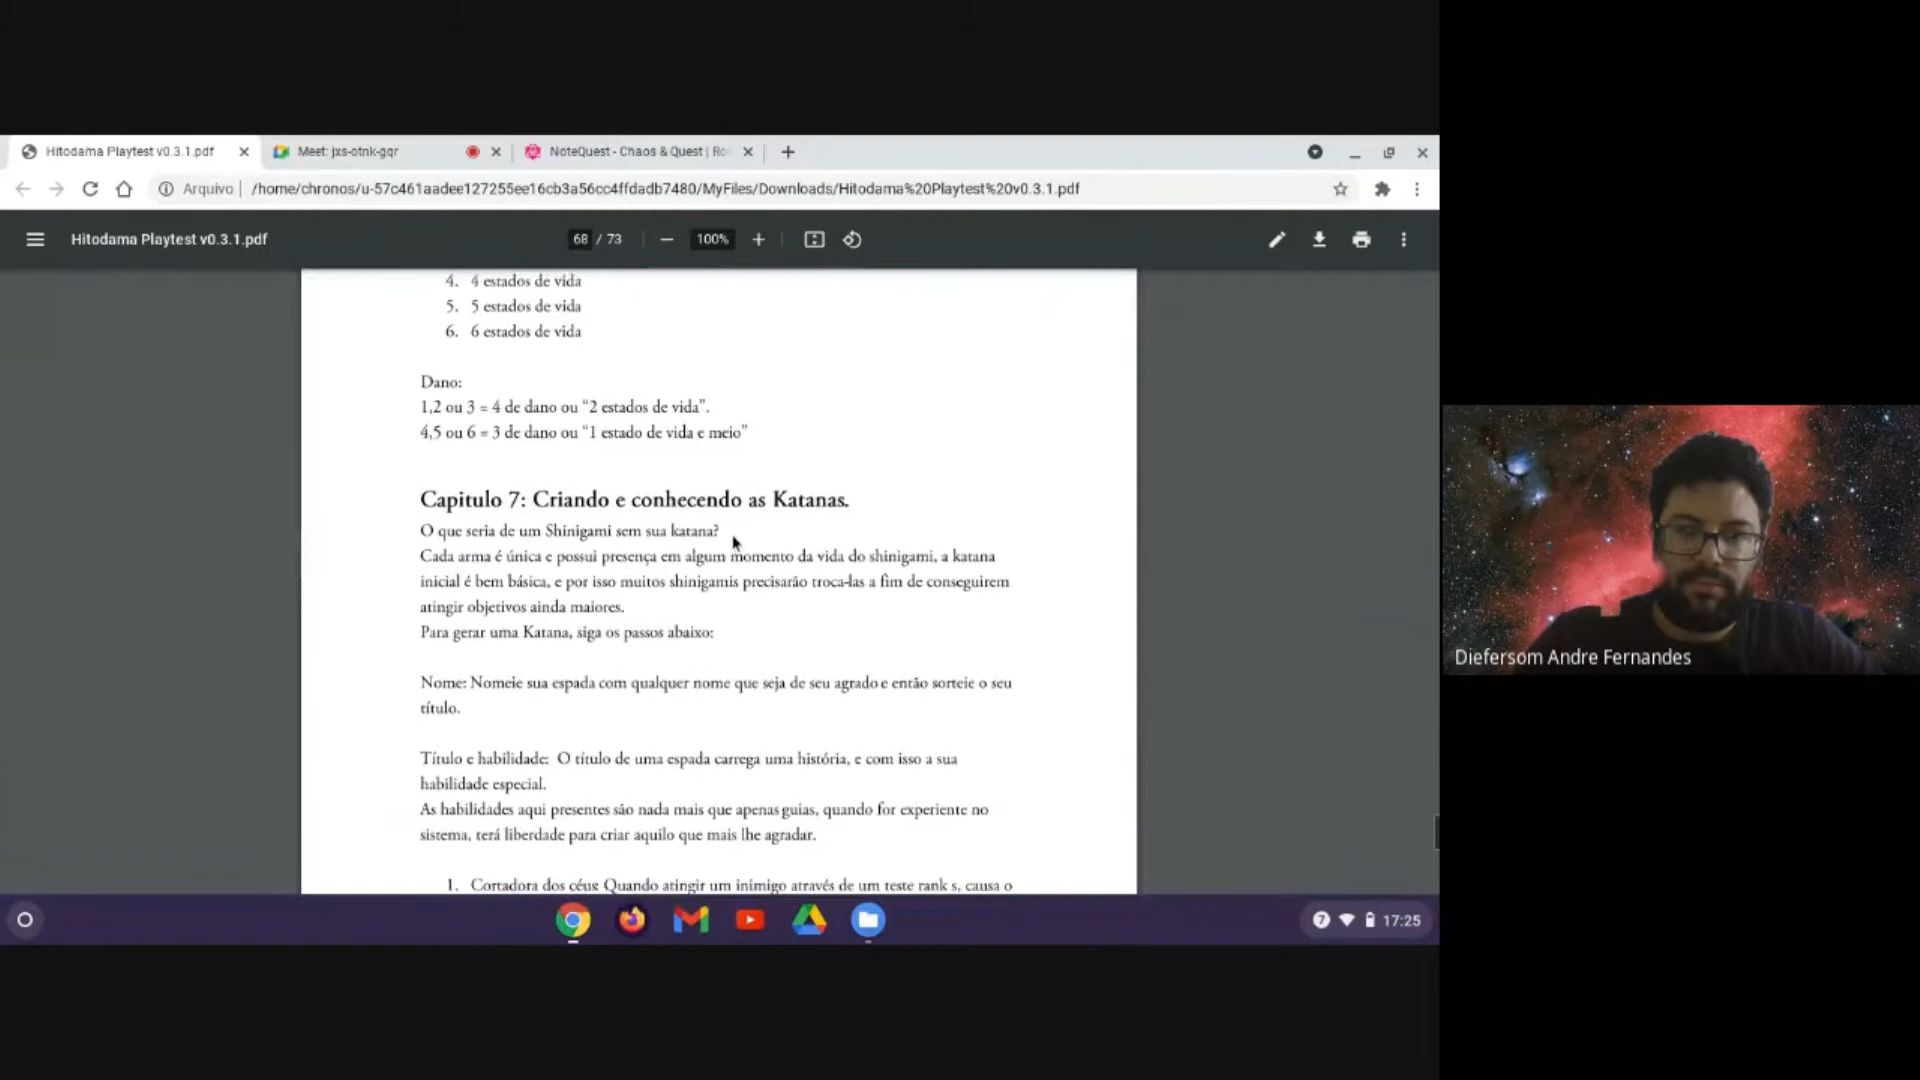 Hitodama Playtest v0.3.1.pdf
Meet: jxs-otnk-gqr
NoteQuest - Chaos & Quest | Ro
Arquivo
/home/chronos/u-57c461aadee127255ee16cb3a56cc4ffdadb7480/MyFiles/Downloads/Hitodama%20Playtest%20v0.3.1.pdf
Hitodama Playtest v0.3.1.pdf
68 / 73
100%
4. 4 estados de vida
5. 5 estados de vida
6. 6 estados de vida
Dano:
1,2 ou 3 = 4 de dano ou “2 estados de vida”.
4,5 ou 6 = 3 de dano ou “1 estado de vida e meio”
Capitulo 7: Criando e conhecendo as Katanas.
O que seria de um Shinigami sem sua katana?
Cada arma é única e possui presença em algum momento da vida do shinigami, a katana
inicial é bem básica, e por isso muitos shinigamis precisarão troca-las a fim de conseguirem
atingir objetivos ainda maiores.
Para gerar uma Katana, siga os passos abaixo:
Nome: Nomeie sua espada com qualquer nome que seja de seu agrado e então sorteie o seu
título.
Título e habilidade: O título de uma espada carrega uma história, e com isso a sua
habilidade especial.
As habilidades aqui presentes são nada mais que apenas guias, quando for experiente no
sistema, terá liberdade para criar aquilo que mais lhe agradar.
1. Cortadora dos céus: Quando atingir um inimigo através de um teste rank s, causa o
Diefersom Andre Fernandes
7
17:25